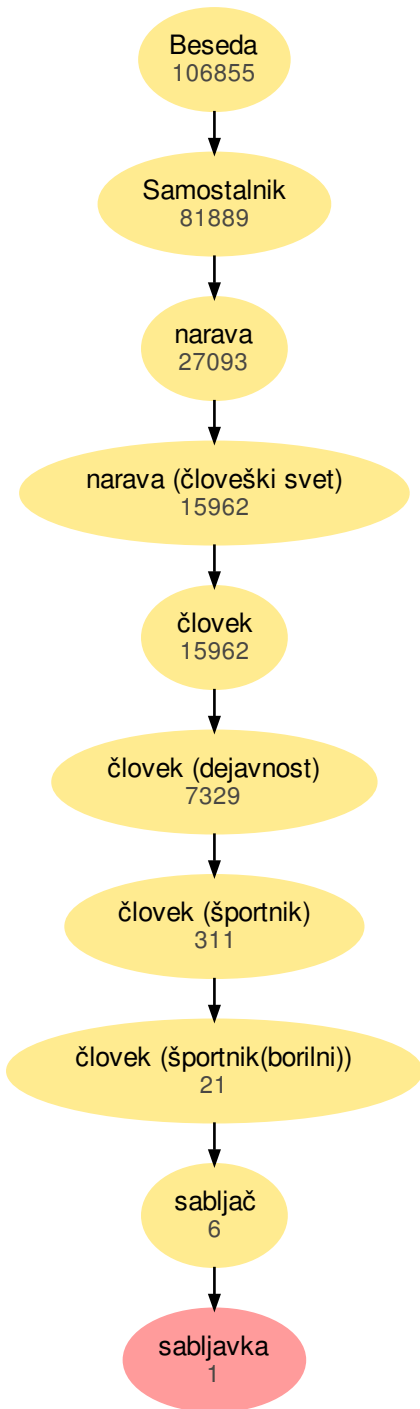 Beseda
106855
Samostalnik
81889
narava
27093
narava (človeški svet)
15962
človek
15962
človek (dejavnost)
7329
človek (športnik)
311
človek (športnik(borilni))
21
sabljač
6
sabljavka
1